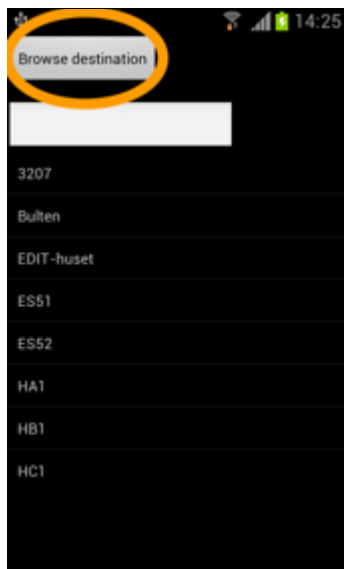 14:25
Browse destination
3207
Bulten
EDIT-huset
ES51
ES52
HA1
HB1
HC1